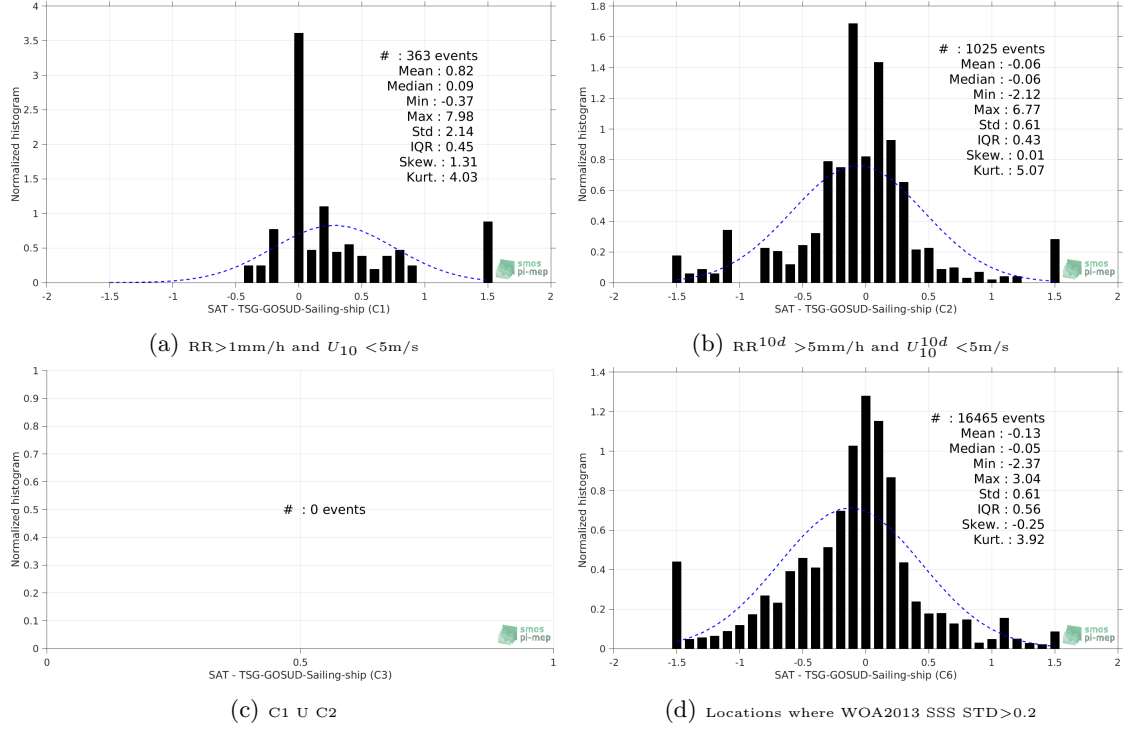 4
3.5
3
2.5
2
1.5
1
0.5
0
Normalized histogram
# : 363 events
Mean : 0.82
Median : 0.09
Min : -0.37
Max : 7.98
Std : 2.14
IQR : 0.45
Skew. : 1.31
Kurt. : 4.03
smos
pi-mep
-2 -1.5 -1 -0.5 0 0.5 1 1.5 2
SAT - TSG-GOSUD-Sailing-ship (C1)
(a) RR>1mm/h and U10 <5m/s
1.8
1.6
1.4
1.2
1
0.8
0.6
0.4
0.2
0
Normalized histogram
# : 1025 events
Mean : -0.06
Median : -0.06
Min : -2.12
Max : 6.77
Std : 0.61
IQR : 0.43
Skew. : 0.01
Kurt. : 5.07
smos
pi-mep
-2 -1.5 -1 -0.5 0 0.5 1 1.5 2
SAT - TSG-GOSUD-Sailing-ship (C2)
(b) RR10d >5mm/h and U10d10 <5m/s
1
0.9
0.8
0.7
0.6
0.5
0.4
0.3
0.2
0.1
0
Normalized histogram
# : 0 events
smos
pi-mep
0 0.5 1
SAT - TSG-GOSUD-Sailing-ship (C3)
(c) C1 U C2
1.4
1.2
1
0.8
0.6
0.4
0.2
0
Normalized histogram
# : 16465 events
Mean : -0.13
Median : -0.05
Min : -2.37
Max : 3.04
Std : 0.61
IQR : 0.56
Skew. : -0.25
Kurt. : 3.92
smos
pi-mep
-2 -1.5 -1 -0.5 0 0.5 1 1.5 2
SAT - TSG-GOSUD-Sailing-ship (C6)
(d) Locations where WOA2013 SSS STD>0.2